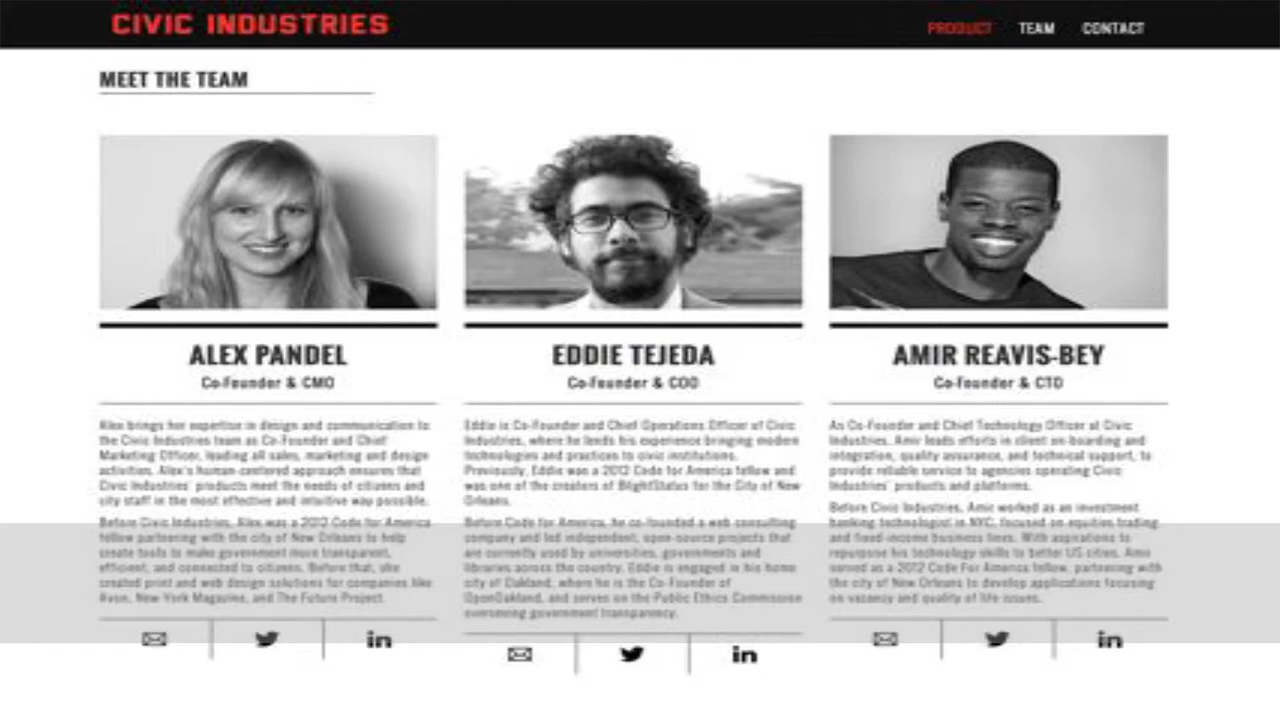 CIVIC INDUSTRIES
PRODUCT TEAM CONTACT
MEET THE TEAM
ALEX PANDEL
Co-Founder & CMO
Alex brings her expertise in design and communication to
the Civic Industries team as Co-Founder and Chief
Marketing Officer, leading all sales, marketing and design
activities. Alex's human-centered approach ensures that
Civic Industries' products meet the needs of citizens and
city staff in the most effective and intuitive way possible.
Before Civic Industries, Alex was a 2012 Code for America
fellow partnering with the city of New Orleans to help
create tools to make government more transparent,
efficient, and connected to citizens. Before that, she
created print and web design solutions for companies like
Avon, New York Magazine, and The Future Project.
EDDIE TEJEDA
Co-Founder & COO
Eddie is Co-Founder and Chief Operations Officer of Civic
Industries, where he lends his experience bringing modern
technologies and practices to civic institutions.
Previously, Eddie was a 2012 Code for America fellow and
was one of the creators of BlightStatus for the City of New
Orleans.
Before Code for America, he co-founded a web consulting
company and led independent, open-source projects that
are currently used by universities, governments and
libraries across the country. Eddie is engaged in his home
city of Oakland, where he is the Co-Founder of
OpenOakland, and serves on the Public Ethics Commission
overseeing government transparency.
AMIR REAVIS-BEY
Co-Founder & CTO
As Co-Founder and Chief Technology Officer at Civic
Industries, Amir leads efforts in client on-boarding and
integration, quality assurance, and technical support, to
provide reliable service to agencies operating Civic
Industries' products and platforms.
Before Civic Industries, Amir worked as an investment
banking technologist in NYC, focused on equities trading
and fixed-income business lines. With aspirations to
repurpose his technology skills to better US cities, Amir
served as a 2012 Code For America fellow, partnering with
the city of New Orleans to develop applications focusing
on vacancy and quality of life issues.